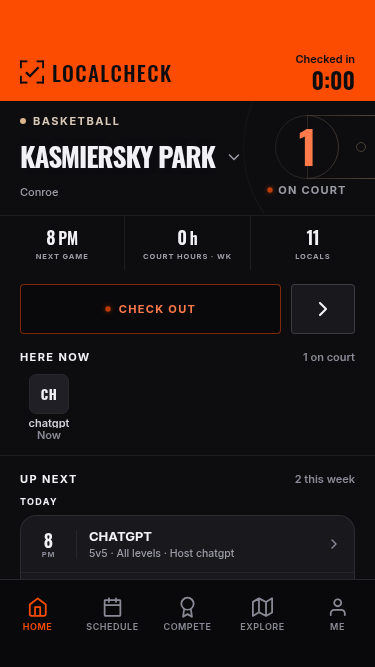 LOCALCHECK
Checked in
0:00
BASKETBALL
KASMIERSKY PARK
Conroe
1
ON COURT
8 PM
NEXT GAME
0 h
COURT HOURS · WK
11
LOCALS
CHECK OUT
HERE NOW
1 on court
CH
chatgpt
Now
UP NEXT
2 this week
TODAY
8
PM
CHATGPT
5v5 · All levels · Host chatgpt
HOME
SCHEDULE
COMPETE
EXPLORE
ME